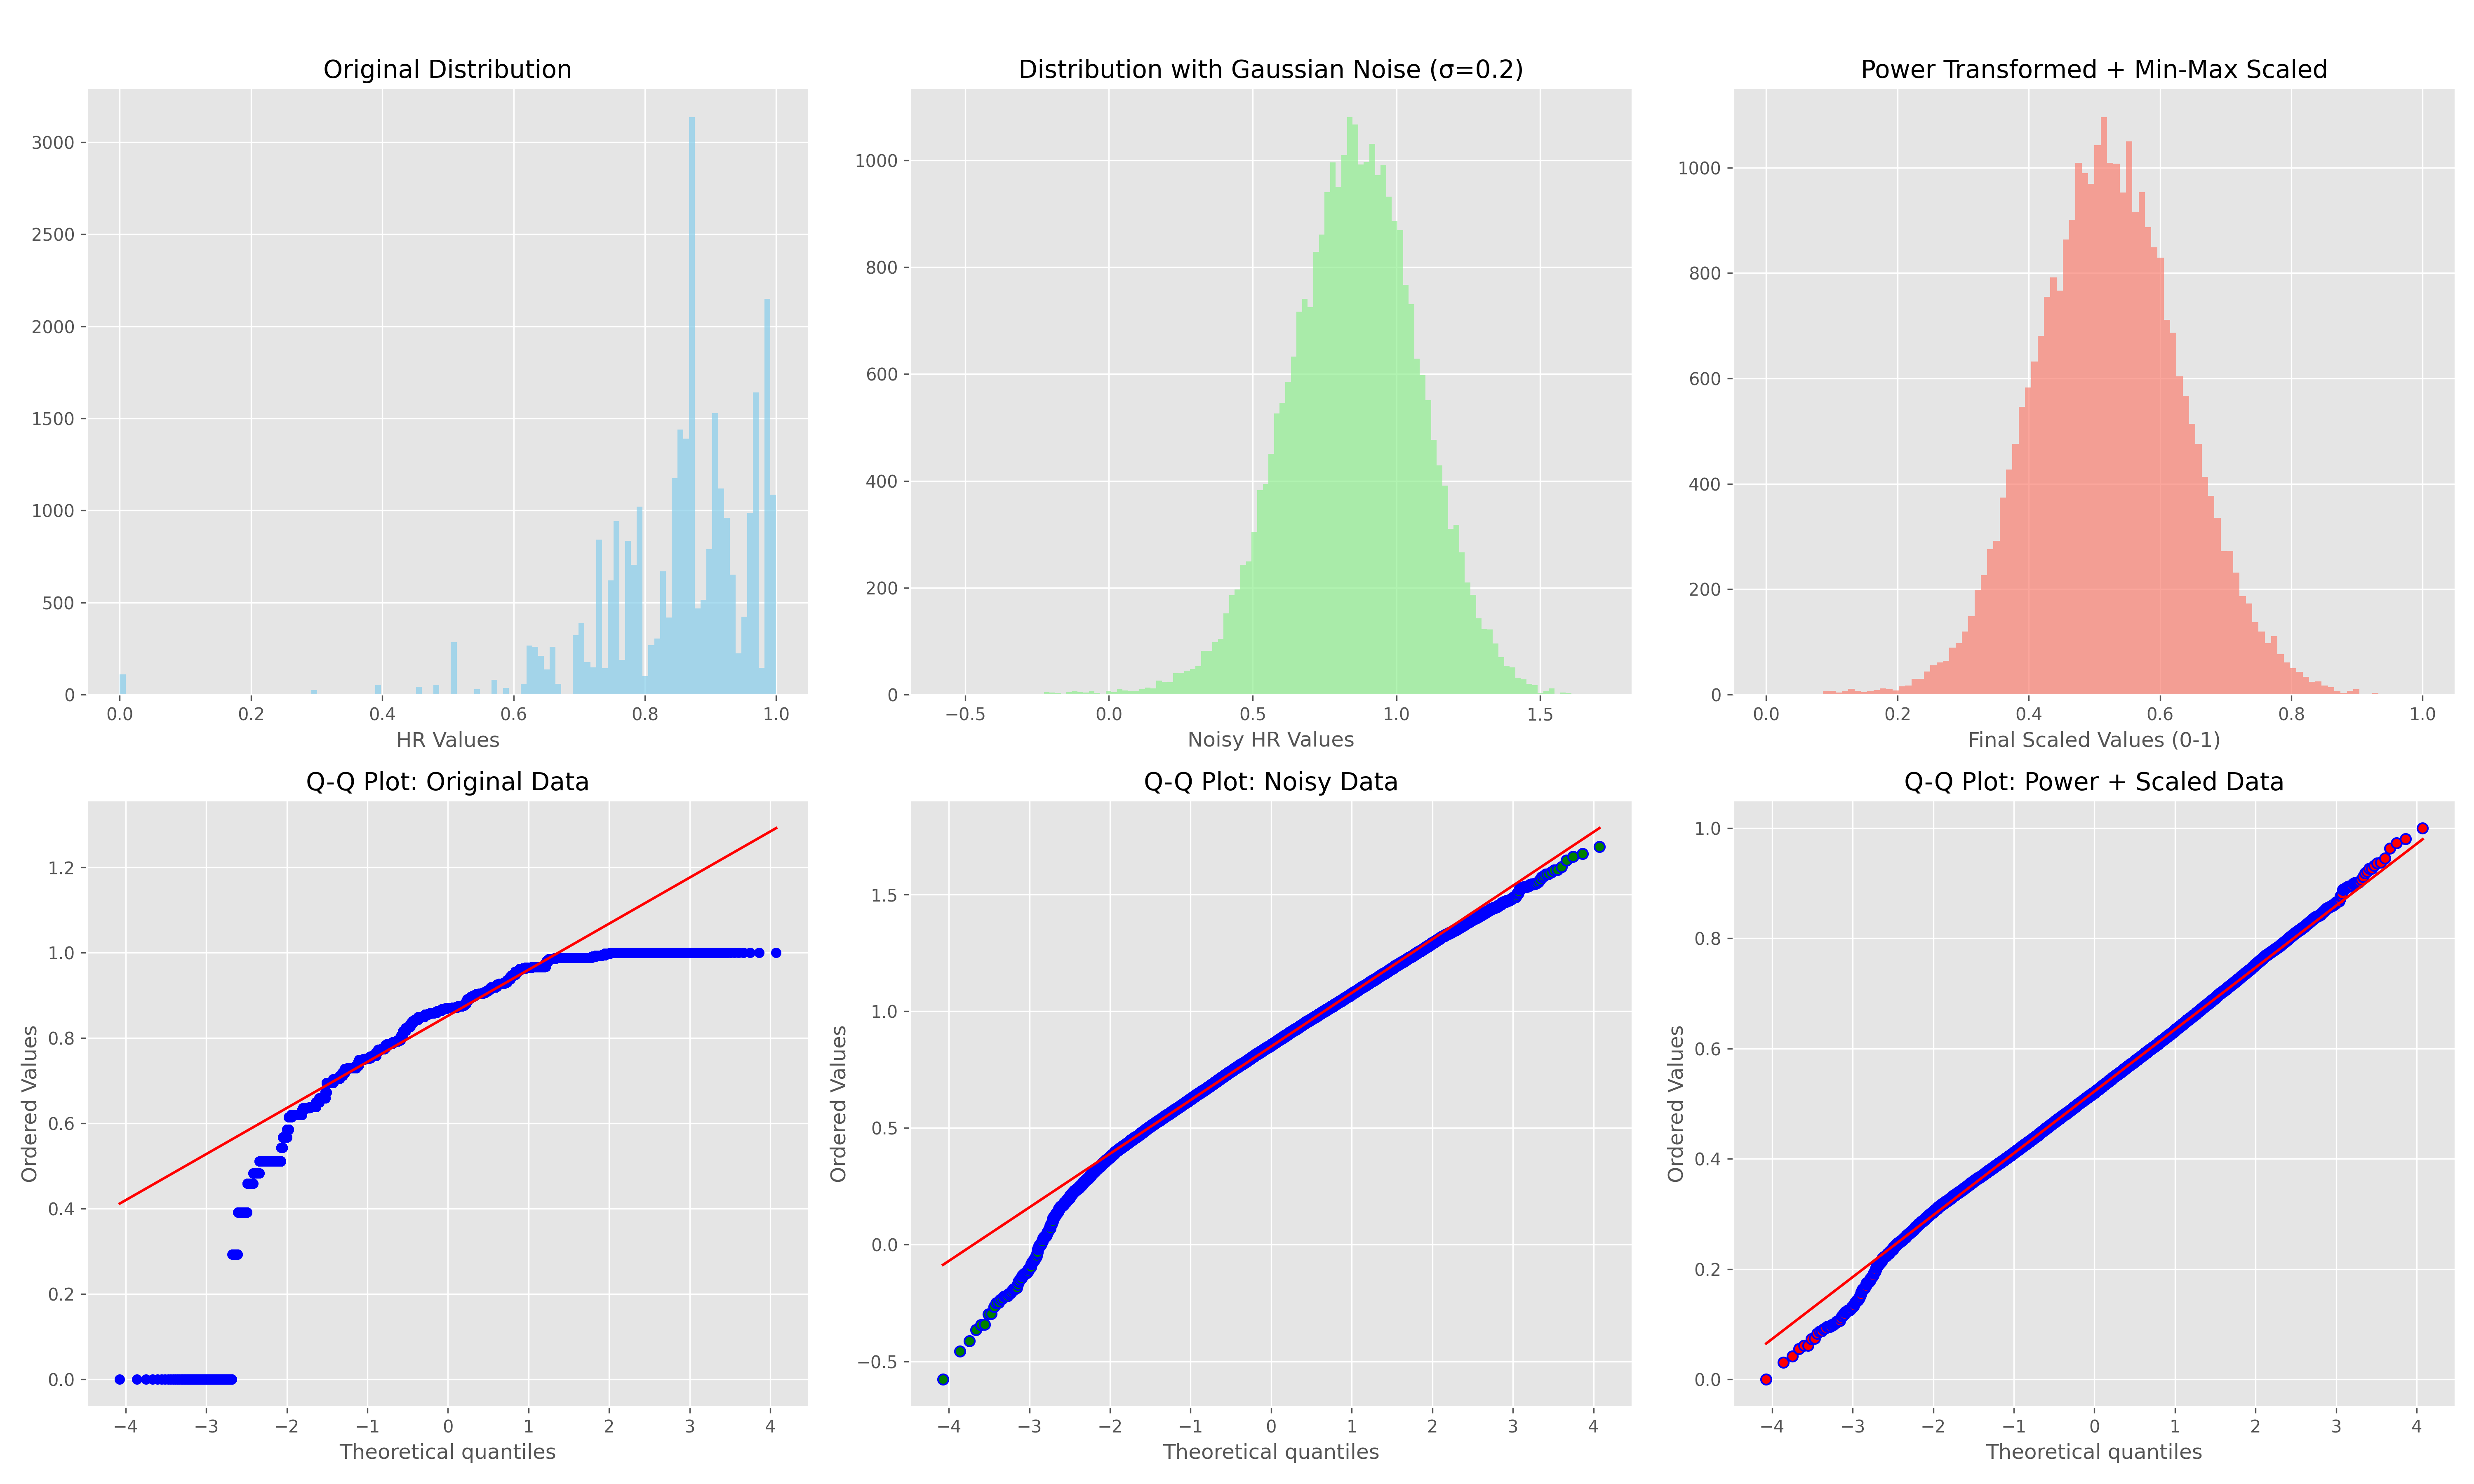 Original Distribution
3000
2500
2000
1500
1000
500
0
0.0 0.2 0.4 0.6 0.8 1.0
HR Values
Distribution with Gaussian Noise (σ=0.2)
1000
800
600
400
200
0
−0.5 0.0 0.5 1.0 1.5
Noisy HR Values
Power Transformed + Min-Max Scaled
1000
800
600
400
200
0
0.0 0.2 0.4 0.6 0.8 1.0
Final Scaled Values (0-1)
Q-Q Plot: Original Data
Ordered Values
1.2
1.0
0.8
0.6
0.4
0.2
0.0
−4 −3 −2 −1 0 1 2 3 4
Theoretical quantiles
Q-Q Plot: Noisy Data
Ordered Values
1.5
1.0
0.5
0.0
−0.5
−4 −3 −2 −1 0 1 2 3 4
Theoretical quantiles
Q-Q Plot: Power + Scaled Data
Ordered Values
1.0
0.8
0.6
0.4
0.2
0.0
−4 −3 −2 −1 0 1 2 3 4
Theoretical quantiles